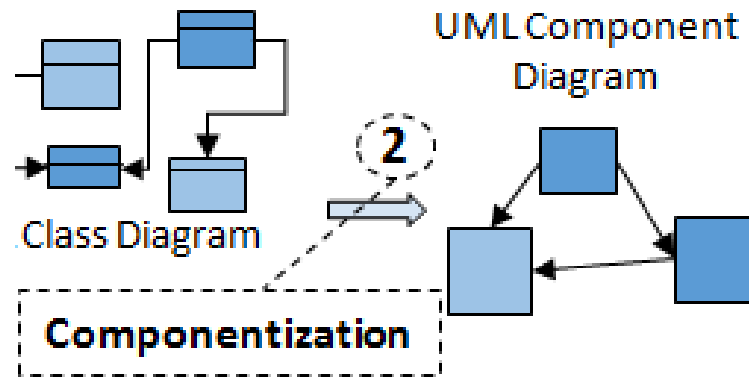 UML Component
Diagram
2
.Class Diagram
Componentization